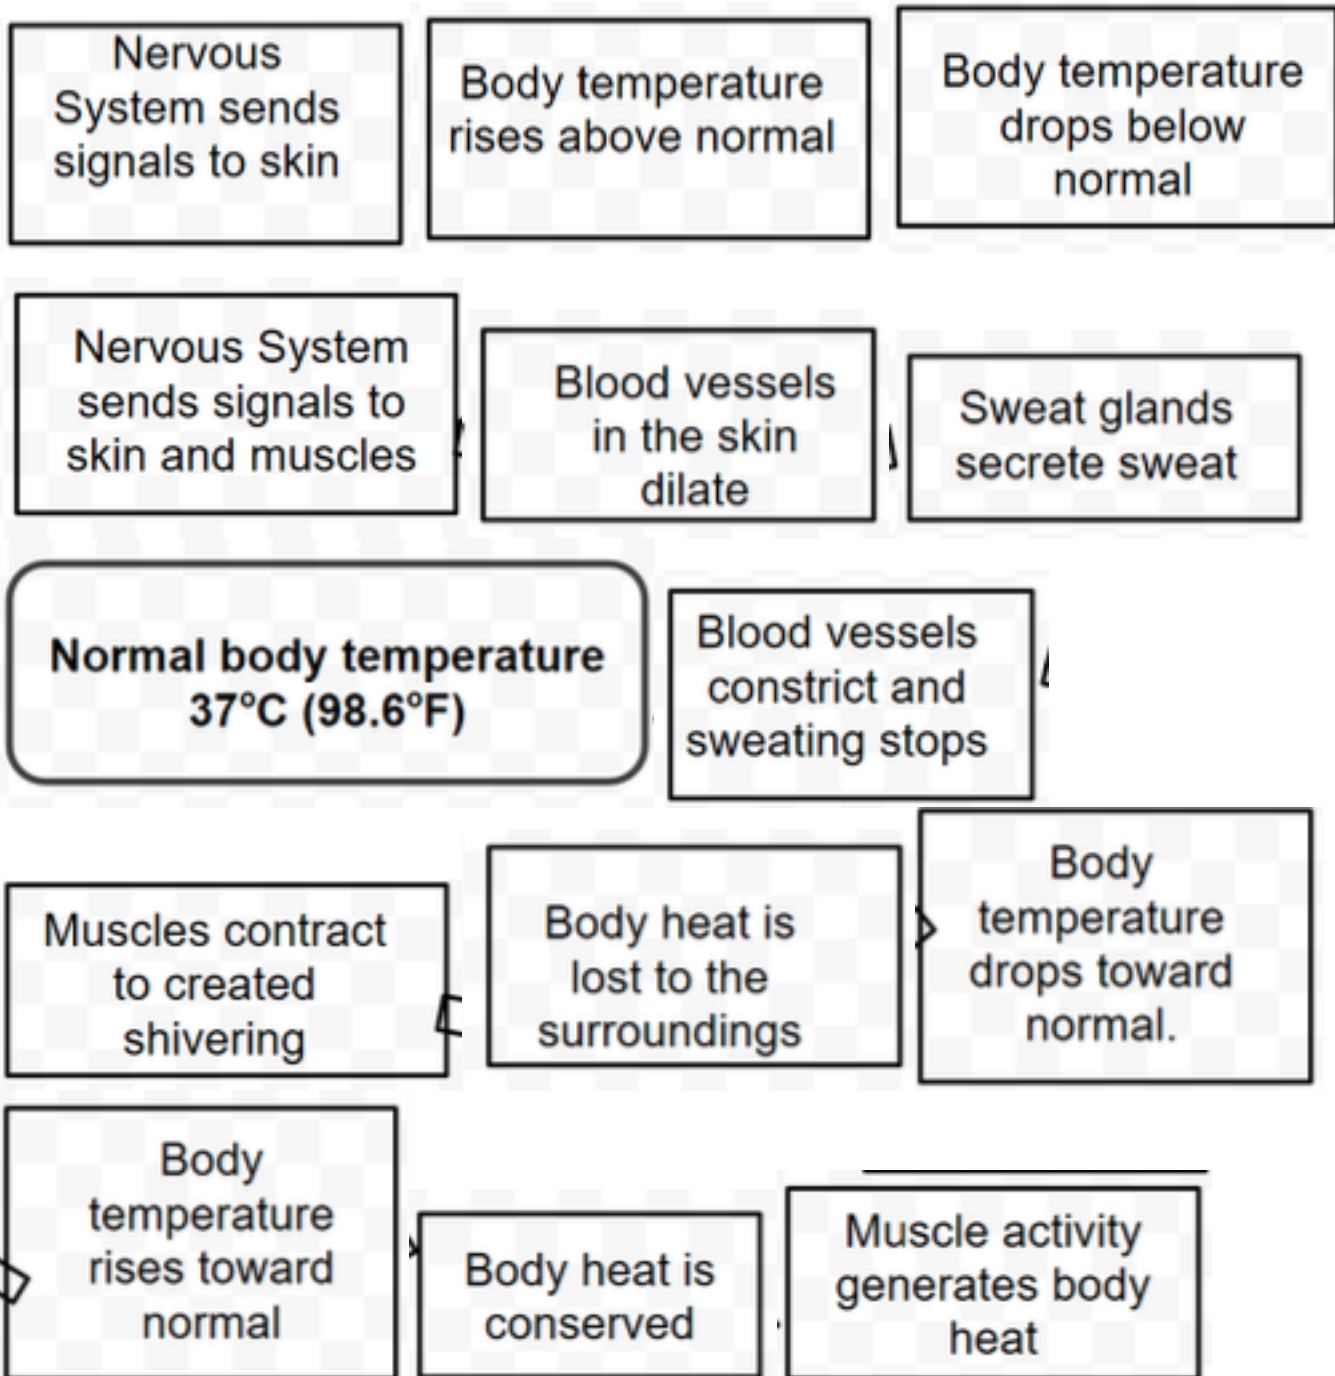 Nervous
System sends
signals to skin
Body temperature
rises above normal
Body temperature
drops below
normal
Nervous System
sends signals to
skin and muscles
Blood vessels
in the skin
dilate
Sweat glands
secrete sweat
Normal body temperature
37°C (98.6°F)
Blood vessels
constrict and
sweating stops
Muscles contract
to created
shivering
Body heat is
lost to the
surroundings
Body
temperature
drops toward
normal.
Body
temperature
rises toward
normal
Body heat is
conserved
Muscle activity
generates body
heat